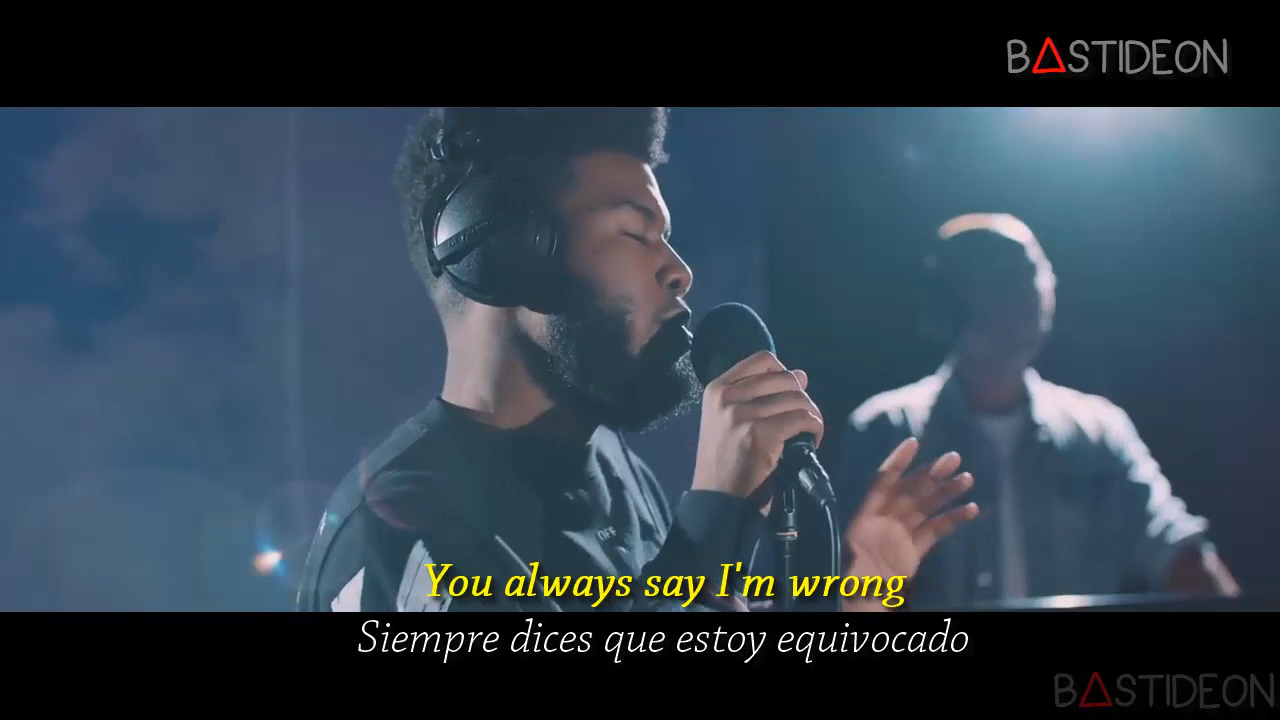 BASTIDEON
You always say I'm wrong
Siempre dices que estoy equivocado
BASTIDEON